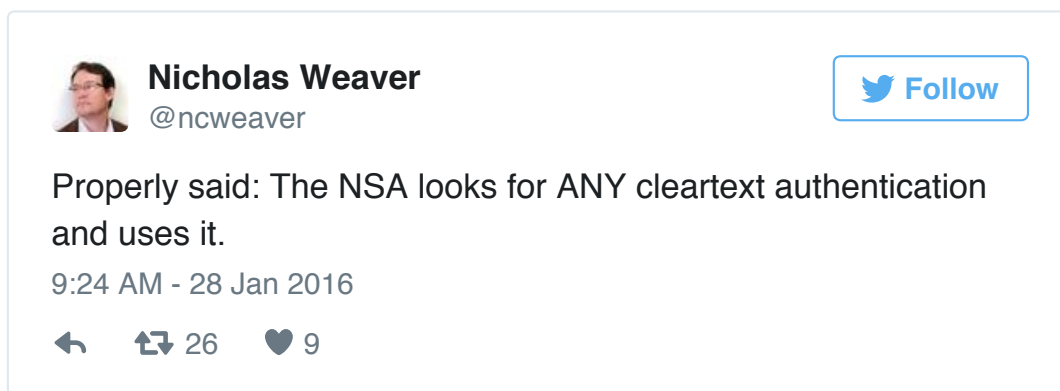 Nicholas Weaver
@ncweaver
Follow
Properly said: The NSA looks for ANY cleartext authentication
and uses it.
9:24 AM - 28 Jan 2016
26 9